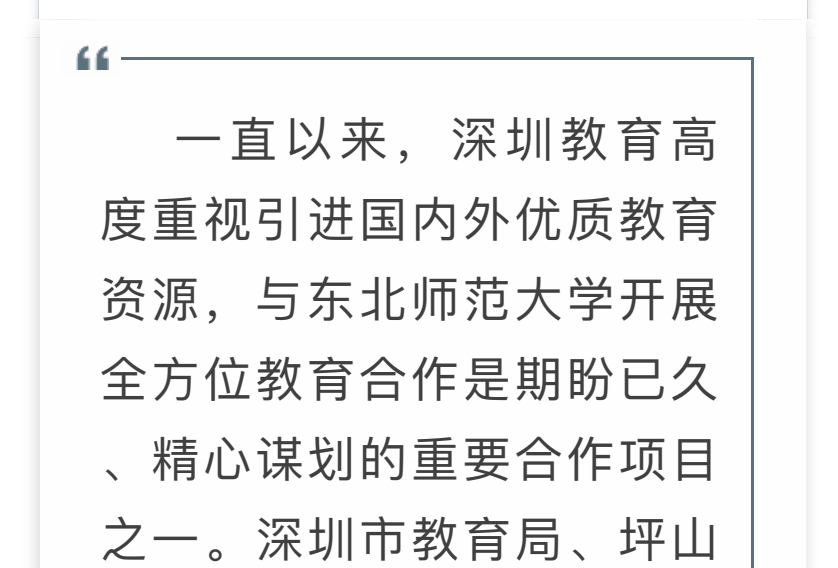 “
一直以来，深圳教育高
度重视引进国内外优质教育
资源，与东北师范大学开展
全方位教育合作是期盼已久
、精心谋划的重要合作项目
之一。深圳市教育局、坪山